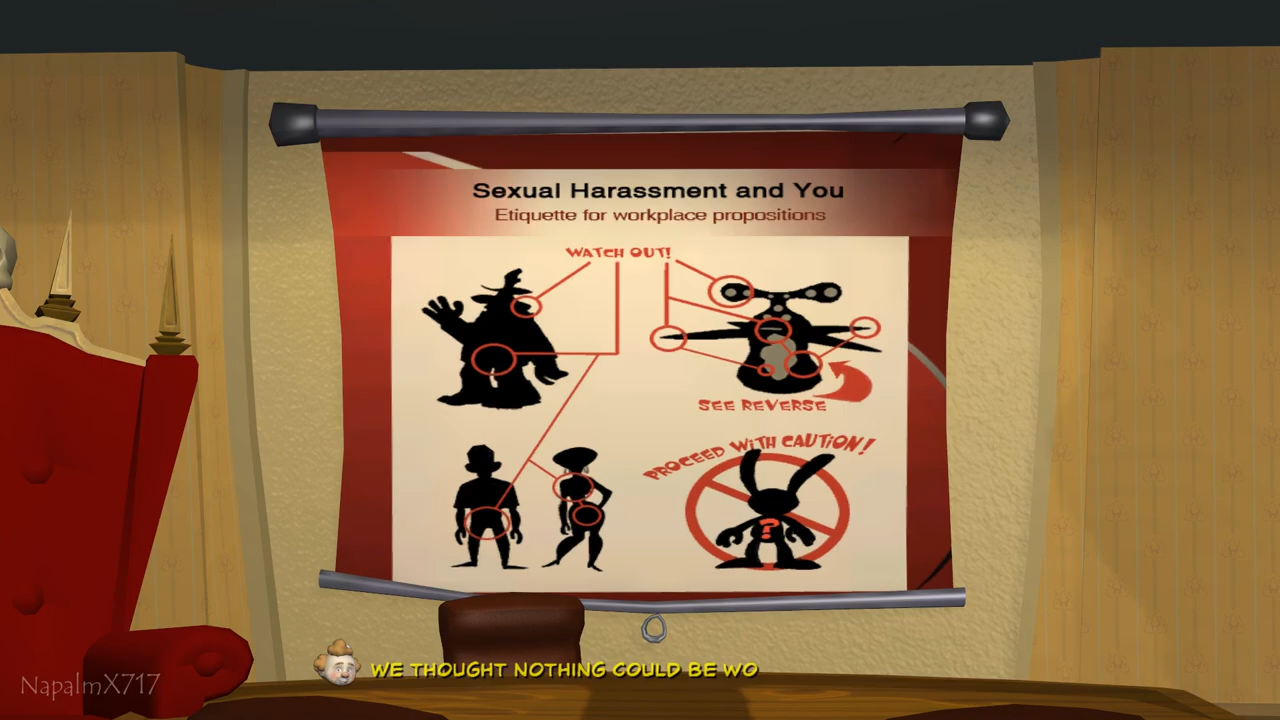 Sexual Harassment and You
Etiquette for workplace propositions
WATCH OUT!
SEE REVERSE
PROCEED WITH CAUTION!
?
WE THOUGHT NOTHING COULD BE WO
NapalmX717